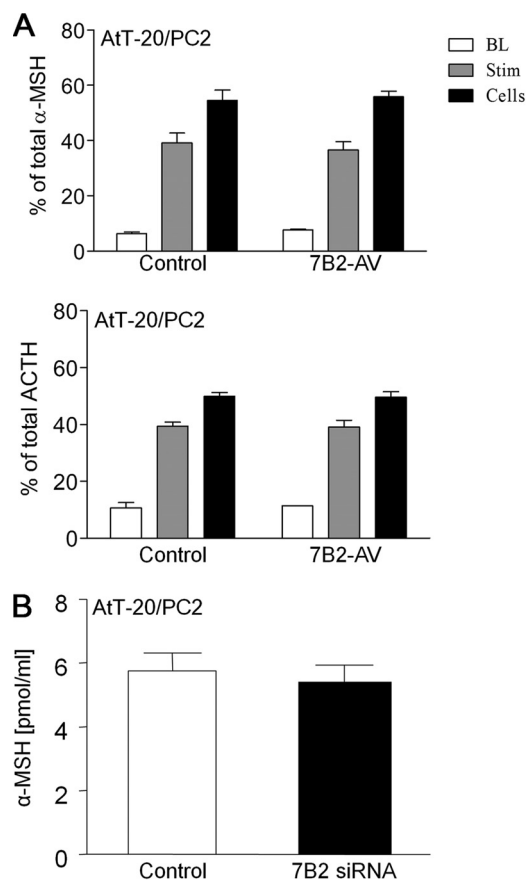 A
AtT-20/PC2
BL
Stim
Cells
% of total α-MSH
80
60
40
20
0
Control
7B2-AV
AtT-20/PC2
% of total ACTH
80
60
40
20
0
Control
7B2-AV
B
AtT-20/PC2
α-MSH [pmol/ml]
8
6
4
2
0
Control
7B2 siRNA